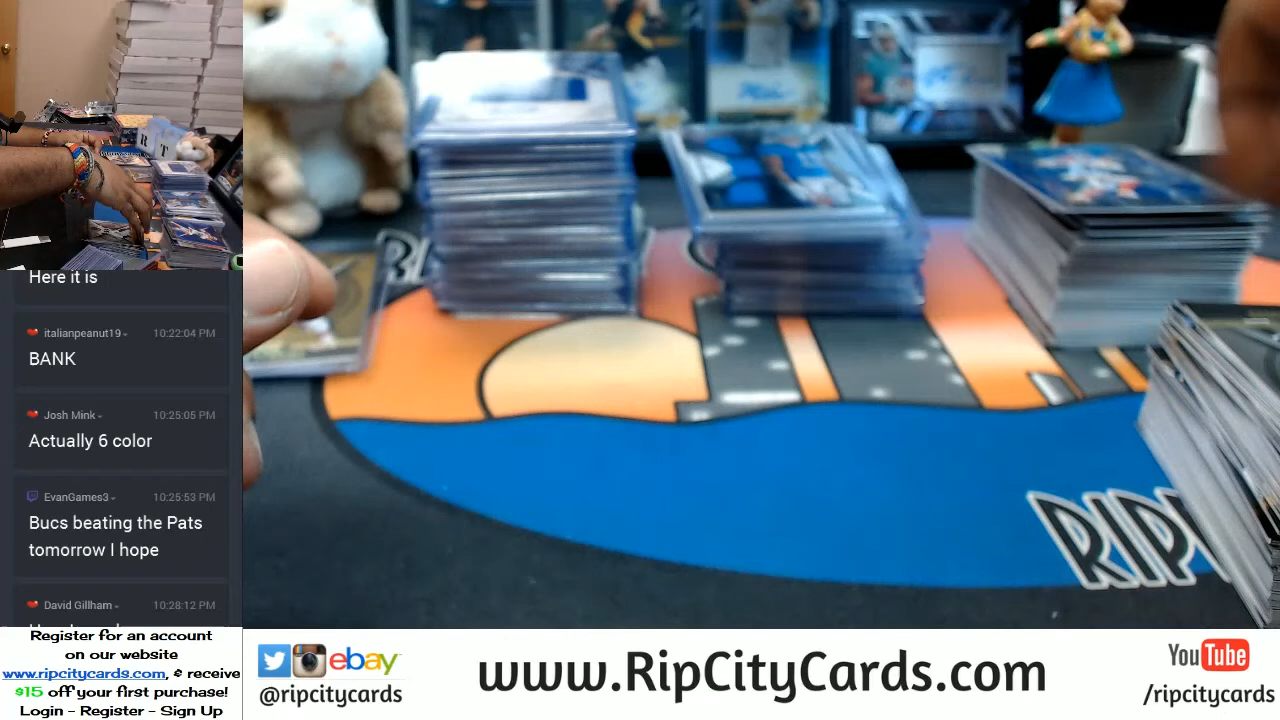 Here it is
italianpeanut19
10:22:04 PM
BANK
Josh Mink
10:25:05 PM
Actually 6 color
EvanGames3
10:25:53 PM
Bucs beating the Pats
tomorrow I hope
David Gillham
10:28:12 PM
Register for an account
on our website
www.ripcitycards.com, & receive
$15 off your first purchase!
Login - Register - Sign Up
RIP
ebay
@ripcitycards
www.RipCityCards.com
YouTube
/ripcitycards